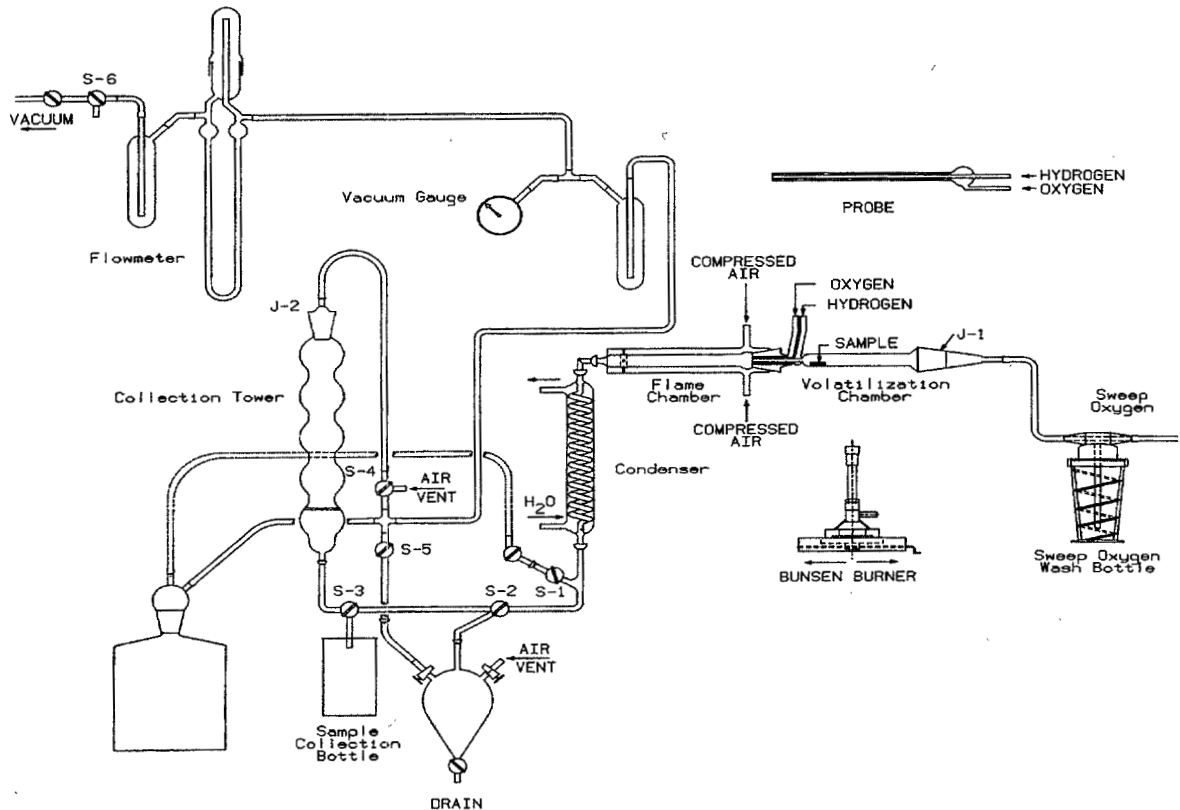 S-6
VACUUM
Flowmeter
Vacuum Gauge
HYDROGEN
OXYGEN
PROBE
COMPRESSED
AIR
OXYGEN
HYDROGEN
SAMPLE
J-1
J-2
Flame
Chamber
Volatilization
Chamber
COMPRESSED
AIR
Collection Tower
Sweep
Oxygen
S-4
AIR
VENT
Condenser
H2O
S-5
S-1
BUNSEN BURNER
Sweep Oxygen
Wash Bottle
S-3
S-2
AIR
VENT
Sample
Collection
Bottle
DRAIN